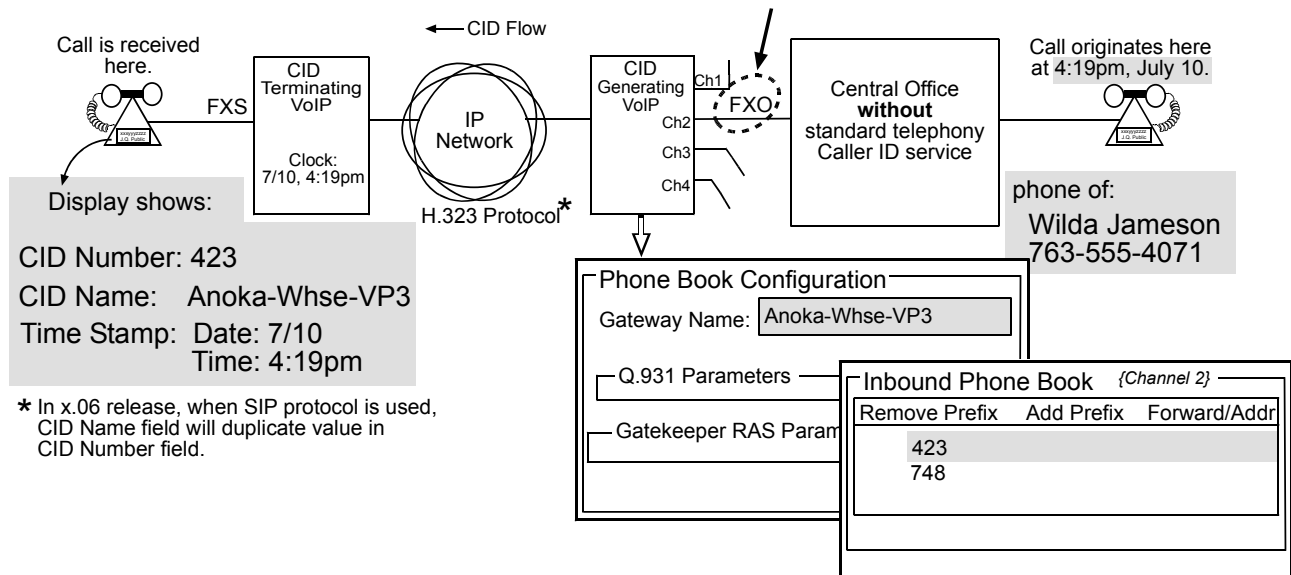 CID Flow
Call is received
here.
xxxyyyzzzz
J.Q. Public
FXS
CID
Terminating
VoIP
Clock:
7/10, 4:19pm
IP
Network
H.323 Protocol*
CID
Generating
VoIP
Ch1
Ch2
Ch3
Ch4
FXO
Central Office
without
standard telephony
Caller ID service
Call originates here
at 4:19pm, July 10.
xxxyyyzzzz
J.Q. Public
phone of:
Wilda Jameson
763-555-4071
Display shows:
CID Number: 423
CID Name: Anoka-Whse-VP3
Time Stamp: Date: 7/10
Time: 4:19pm
* In x.06 release, when SIP protocol is used,
CID Name field will duplicate value in
CID Number field.
Phone Book Configuration
Gateway Name: Anoka-Whse-VP3
Q.931 Parameters
Gatekeeper RAS Param
Inbound Phone Book {Channel 2}
Remove Prefix Add Prefix Forward/Addr
423
748